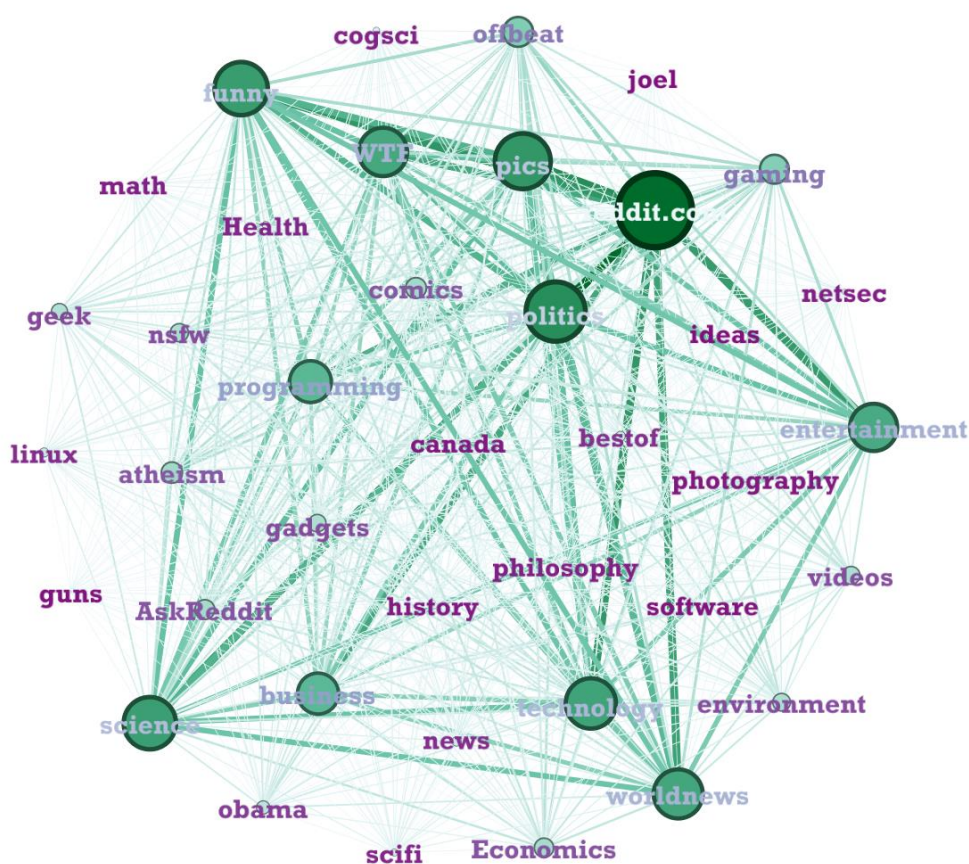 cogsci
offbeat
joel
funny
WTF
pics
gaming
math
reddit.com
Health
comics
netsec
geek
nsfw
politics
ideas
programming
entertainment
canada
bestof
linux
atheism
photography
gadgets
philosophy
videos
guns
AskReddit
history
software
science
business
technology
environment
news
worldnews
obama
scifi
Economics